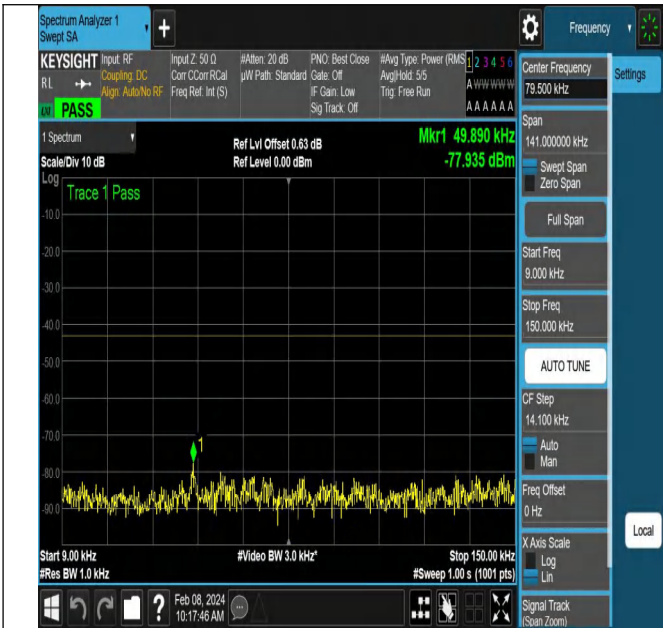 Spectrum Analyzer 1
Swept SA
Frequency
KEYSIGHT
RL
PASS
Input: RF
Coupling: DC
Align: Auto/No RF
Input Z: 50 Ω
Corr CCorr RCal
Freq Ref: Int (S)
#Atten: 20 dB
µW Path: Standard
PNO: Best Close
Gate: Off
IF Gain: Low
Sig Track: Off
#Avg Type: Power (RMS
Avg|Hold: 5/5
Trig: Free Run
1 2 3 4 5 6
A W W W W W
A A A A A A
1 Spectrum
Scale/Div 10 dB
Ref Lvl Offset 0.63 dB
Ref Level 0.00 dBm
Mkr1 49.890 kHz
-77.935 dBm
Log
Trace 1 Pass
-10.0
-20.0
-30.0
-40.0
-50.0
-60.0
-70.0
-80.0
-90.0
1
Start 9.00 kHz
#Res BW 1.0 kHz
#Video BW 3.0 kHz*
Stop 150.00 kHz
#Sweep 1.00 s (1001 pts)
Feb 08, 2024
10:17:46 AM
Center Frequency
79.500 kHz
Span
141.000000 kHz
Swept Span
Zero Span
Full Span
Start Freq
9.000 kHz
Stop Freq
150.000 kHz
AUTO TUNE
CF Step
14.100 kHz
Auto
Man
Freq Offset
0 Hz
X Axis Scale
Log
Lin
Signal Track
(Span Zoom)
Settings
Local